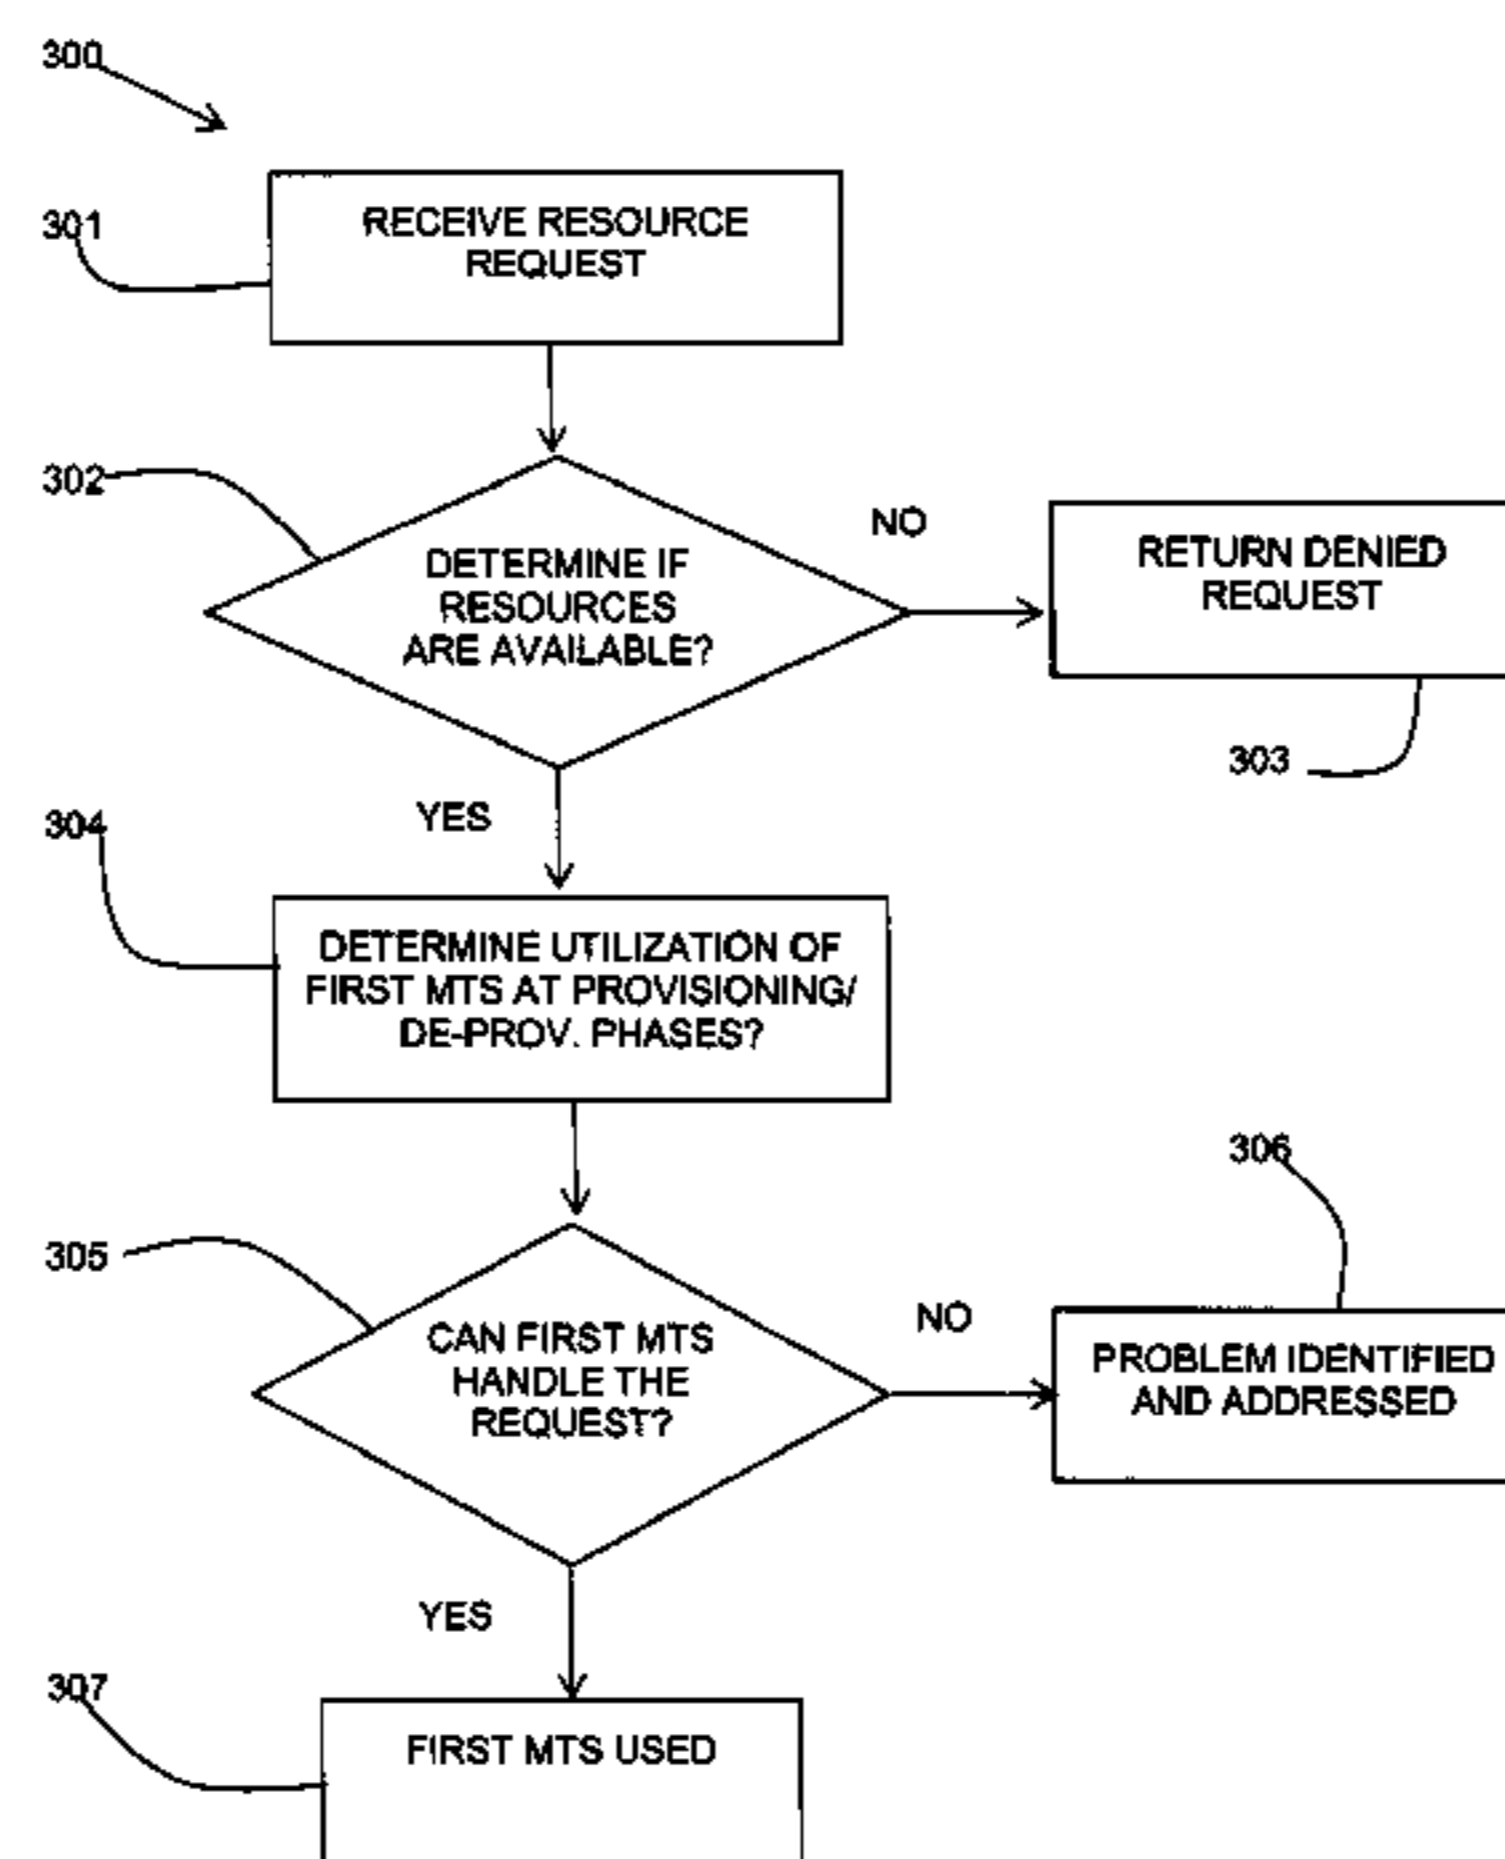 300
301
RECEIVE RESOURCE
REQUEST
302
DETERMINE IF
RESOURCES
ARE AVAILABLE?
NO
RETURN DENIED
REQUEST
303
YES
304
DETERMINE UTILIZATION OF
FIRST MTS AT PROVISIONING/
DE-PROV. PHASES?
305
CAN FIRST MTS
HANDLE THE
REQUEST?
NO
306
PROBLEM IDENTIFIED
AND ADDRESSED
YES
307
FIRST MTS USED